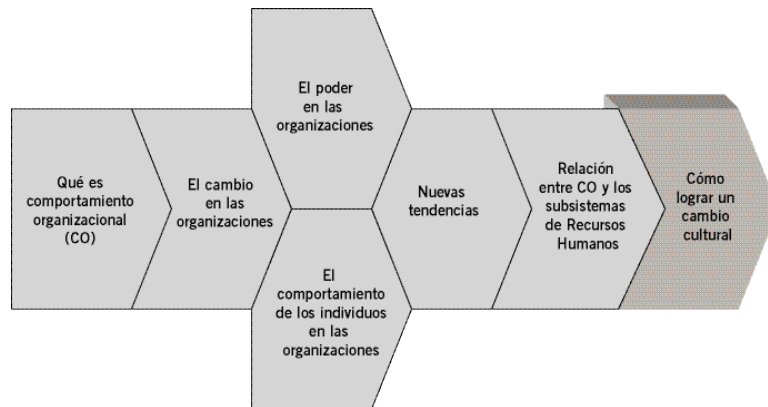 Qué es
comportamiento
organizacional
(CO)
El cambio
en las
organizaciones
El poder
en las
organizaciones
El
comportamiento
de los individuos
en las
organizaciones
Nuevas
tendencias
Relación
entre CO y los
subsistemas
de Recursos
Humanos
Cómo
lograr un
cambio
cultural